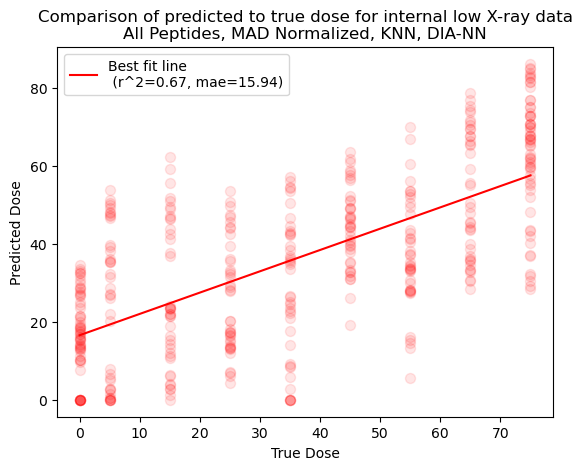 Comparison of predicted to true dose for internal low X-ray data
All Peptides, MAD Normalized, KNN, DIA-NN
Best fit line
(r^2=0.67, mae=15.94)
80
60
40
20
0
Predicted Dose
0 10 20 30 40 50 60 70
True Dose